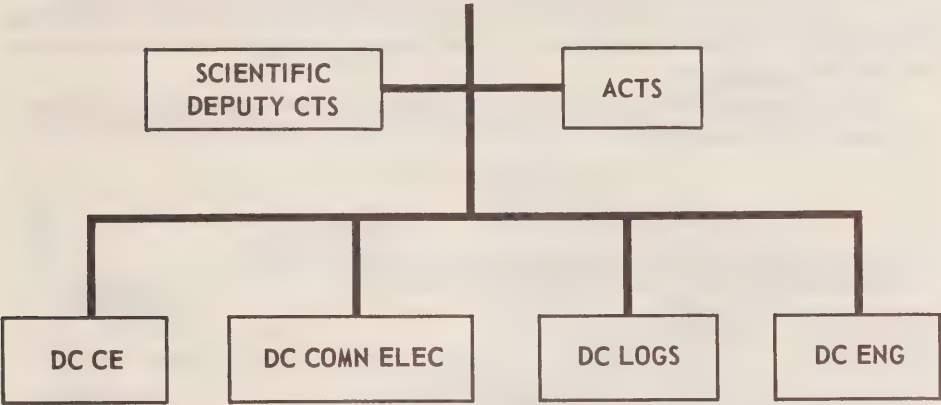 SCIENTIFIC
DEPUTY CTS
ACTS
DC CE
DC COMN ELEC
DC LOGS
DC ENG